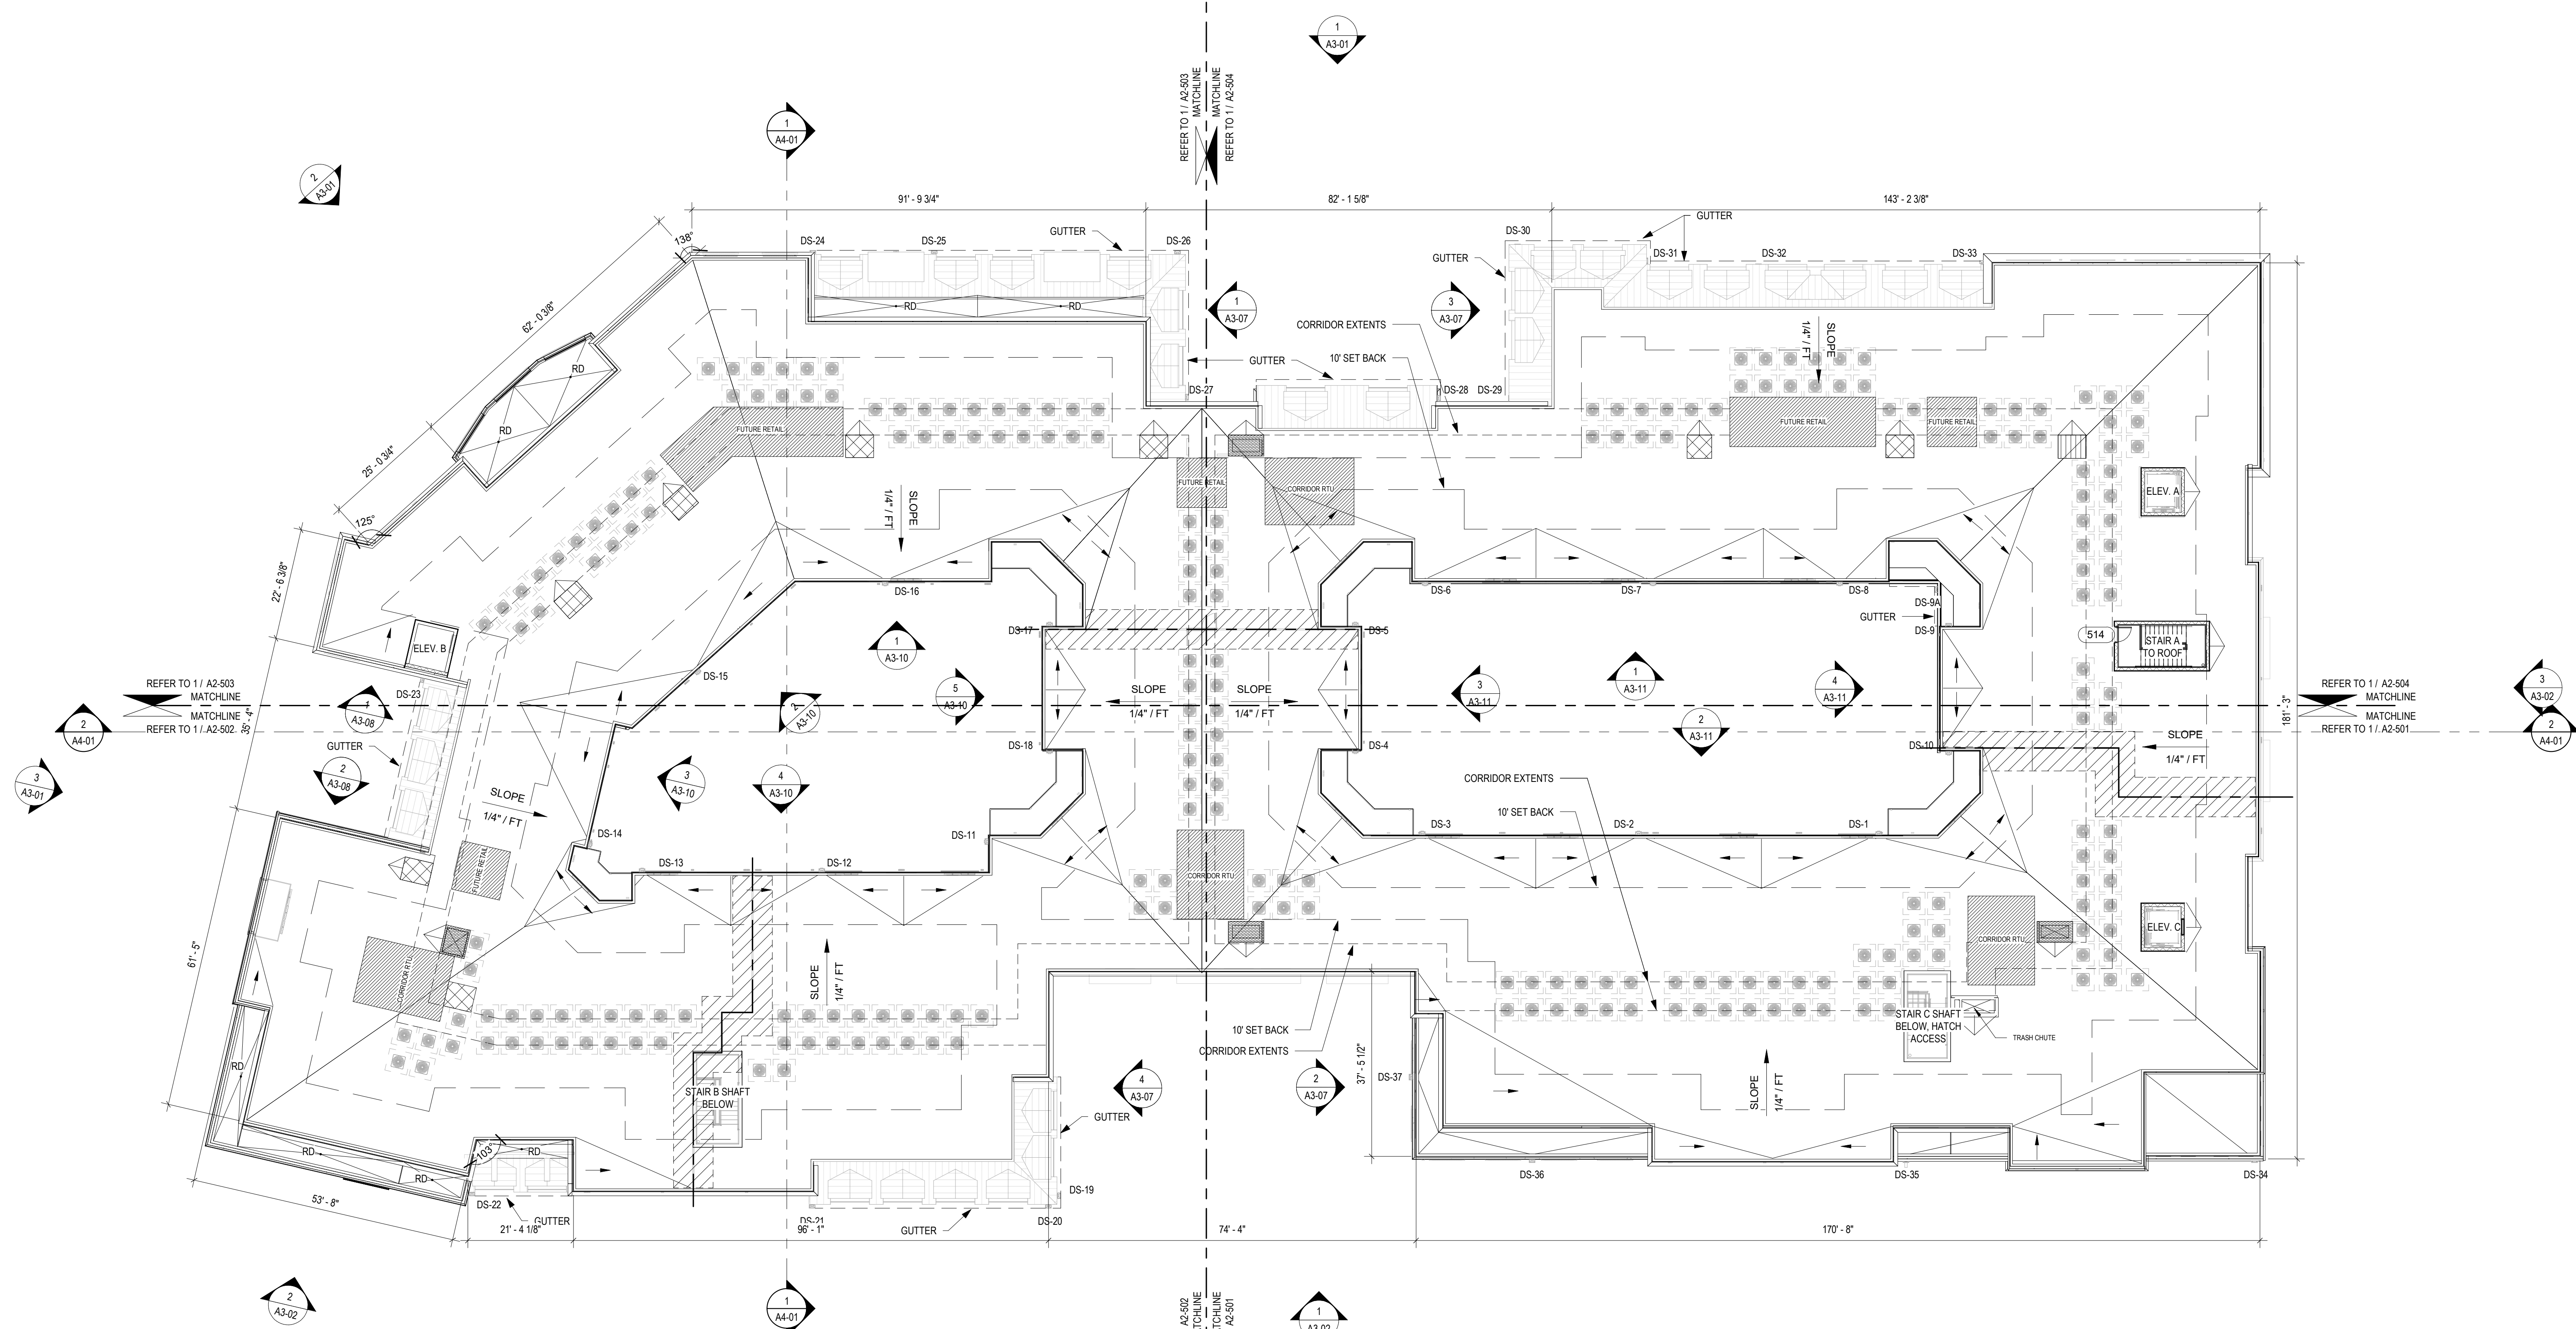 1
A3-01
REFER TO 1 / A2-503
MATCHLINE
MATCHLINE
REFER TO 1 / A2-504
1
A4-01
2
A3-01
91' - 9 3/4"
82' - 1 5/8"
143' - 2 3/8"
138°
DS-24
DS-25
GUTTER
DS-26
DS-30
GUTTER
GUTTER
DS-31
DS-32
DS-33
62' - 0 3/8"
RD
RD
1
A3-07
3
A3-07
CORRIDOR EXTENTS
SLOPE
1/4" / FT
GUTTER
10' SET BACK
RD
DS-27
DS-28
DS-29
RD
FUTURE RETAIL
FUTURE RETAIL
FUTURE RETAIL
25' - 0 3/4"
FUTURE RETAIL
CORRIDOR RTU
ELEV. A
SLOPE
1/4" / FT
125°
22' - 6 3/8"
DS-16
DS-6
DS-7
DS-8
DS-9A
GUTTER
DS-17
DS-5
DS-9
514
STAIR A
TO ROOF
ELEV. B
1
A3-10
DS-15
REFER TO 1 / A2-503
MATCHLINE
MATCHLINE
REFER TO 1 / A2-502
2
A4-01
DS-23
1
A3-08
2
A3-10
5
A3-10
SLOPE
1/4" / FT
SLOPE
1/4" / FT
3
A3-11
1
A3-11
4
A3-11
2
A3-11
REFER TO 1 / A2-504
MATCHLINE
MATCHLINE
REFER TO 1 / A2-501
3
A3-02
2
A4-01
181' - 3"
35' - 4"
GUTTER
DS-18
DS-4
DS-10
SLOPE
1/4" / FT
3
A3-01
2
A3-08
3
A3-10
4
A3-10
CORRIDOR EXTENTS
SLOPE
1/4" / FT
10' SET BACK
DS-14
DS-11
DS-3
DS-2
DS-1
DS-13
DS-12
FUTURE RETAIL
CORRIDOR RTU
ELEV. C
61' - 5"
CORRIDOR RTU
SLOPE
1/4" / FT
CORRIDOR RTU
STAIR C SHAFT
BELOW, HATCH
ACCESS
TRASH CHUTE
10' SET BACK
CORRIDOR EXTENTS
37' - 5 1/2"
RD
STAIR B SHAFT
BELOW
4
A3-07
2
A3-07
DS-37
SLOPE
1/4" / FT
GUTTER
RD
103°
RD
RD
DS-36
DS-35
DS-34
DS-19
53' - 8"
DS-22
GUTTER
DS-21
DS-20
21' - 4 1/8"
96' - 1"
GUTTER
74' - 4"
170' - 8"
2
A3-02
1
A4-01
A2-502
A2-501
1
A3-02